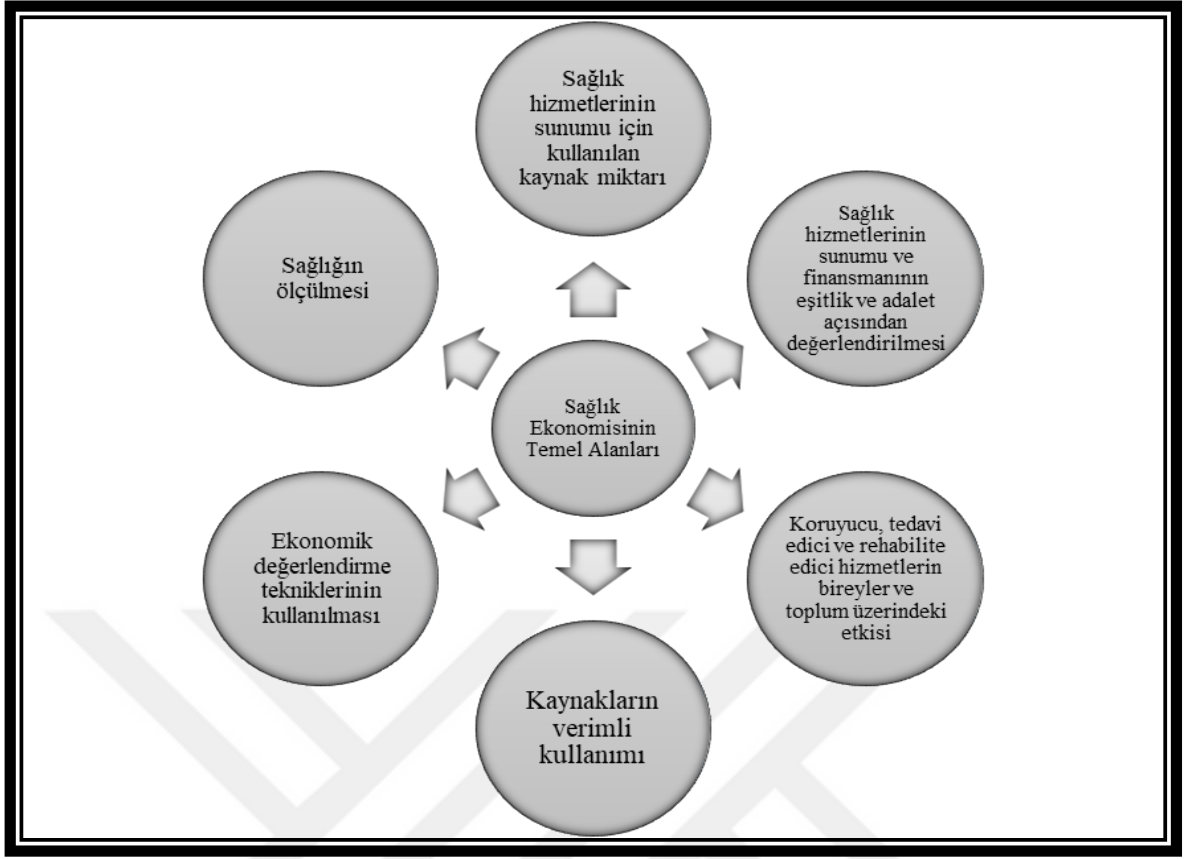 Sağlık
hizmetlerinin
sunumu için
kullanılan
kaynak miktarı
Sağlık
hizmetlerinin
sunumu ve
finansmanının
eşitlik ve adalet
açısından
değerlendirilmesi
Koruyucu, tedavi
edici ve rehabilite
edici hizmetlerin
bireyler ve
toplum üzerindeki
etkisi
Kaynakların
verimli
kullanımı
Ekonomik
değerlendirme
tekniklerinin
kullanılması
Sağlığın
ölçülmesi
Sağlık
Ekonomisinin
Temel Alanları